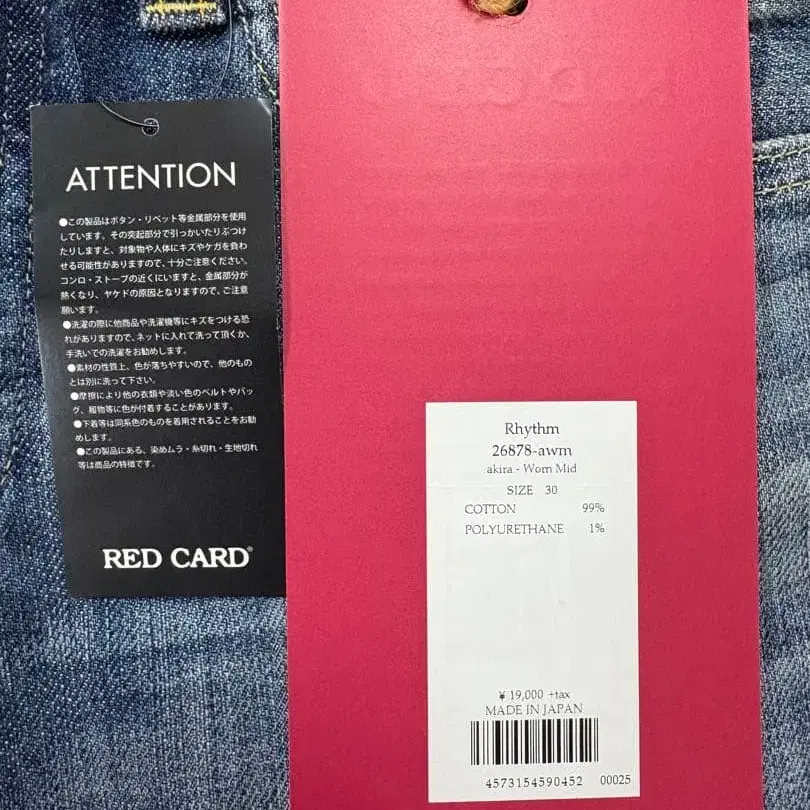 ATTENTION
●この製品はボタン・リベット等金属部分を使用
しています。その突起部分で引っかいたりぶつけ
たりしますと、対象物や人体にキズやケガを負わ
せる可能性がありますので、十分ご注意ください。
コンロ・ストーブの近くにいますと、金属部分が
熱くなり、ヤケドの原因となりますので、ご注意
願います。
●洗濯の際に他商品や洗濯機等にキズをつける恐
れがありますので、ネットに入れて洗って頂くか、
手洗いでの洗濯をお勧めします。
●素材の性質上、色が落ちやすいので、他のもの
とは別に洗って下さい。
●摩擦により他の衣類や淡い色のベルトやバッ
グ、履物等に色が付着することがあります。
●下着等は同系色のものを着用されることをお勧
めします。
●この製品にある、染めムラ・糸切れ・生地切れ
等は商品の特徴です。
RED CARD®
Rhythm
26878-awm
akira - Worn Mid
SIZE 30
COTTON 99%
POLYURETHANE 1%
¥ 19,000 +tax
MADE IN JAPAN
4573154590452 00025